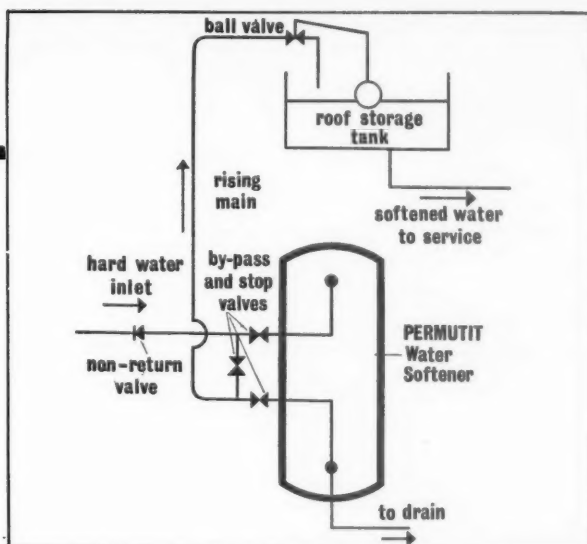 ball valve
roof storage
tank
rising
main
softened water
to service
hard water
inlet
by-pass
and stop
valves
PERMUTIT
Water
Softener
non-return
valve
to drain